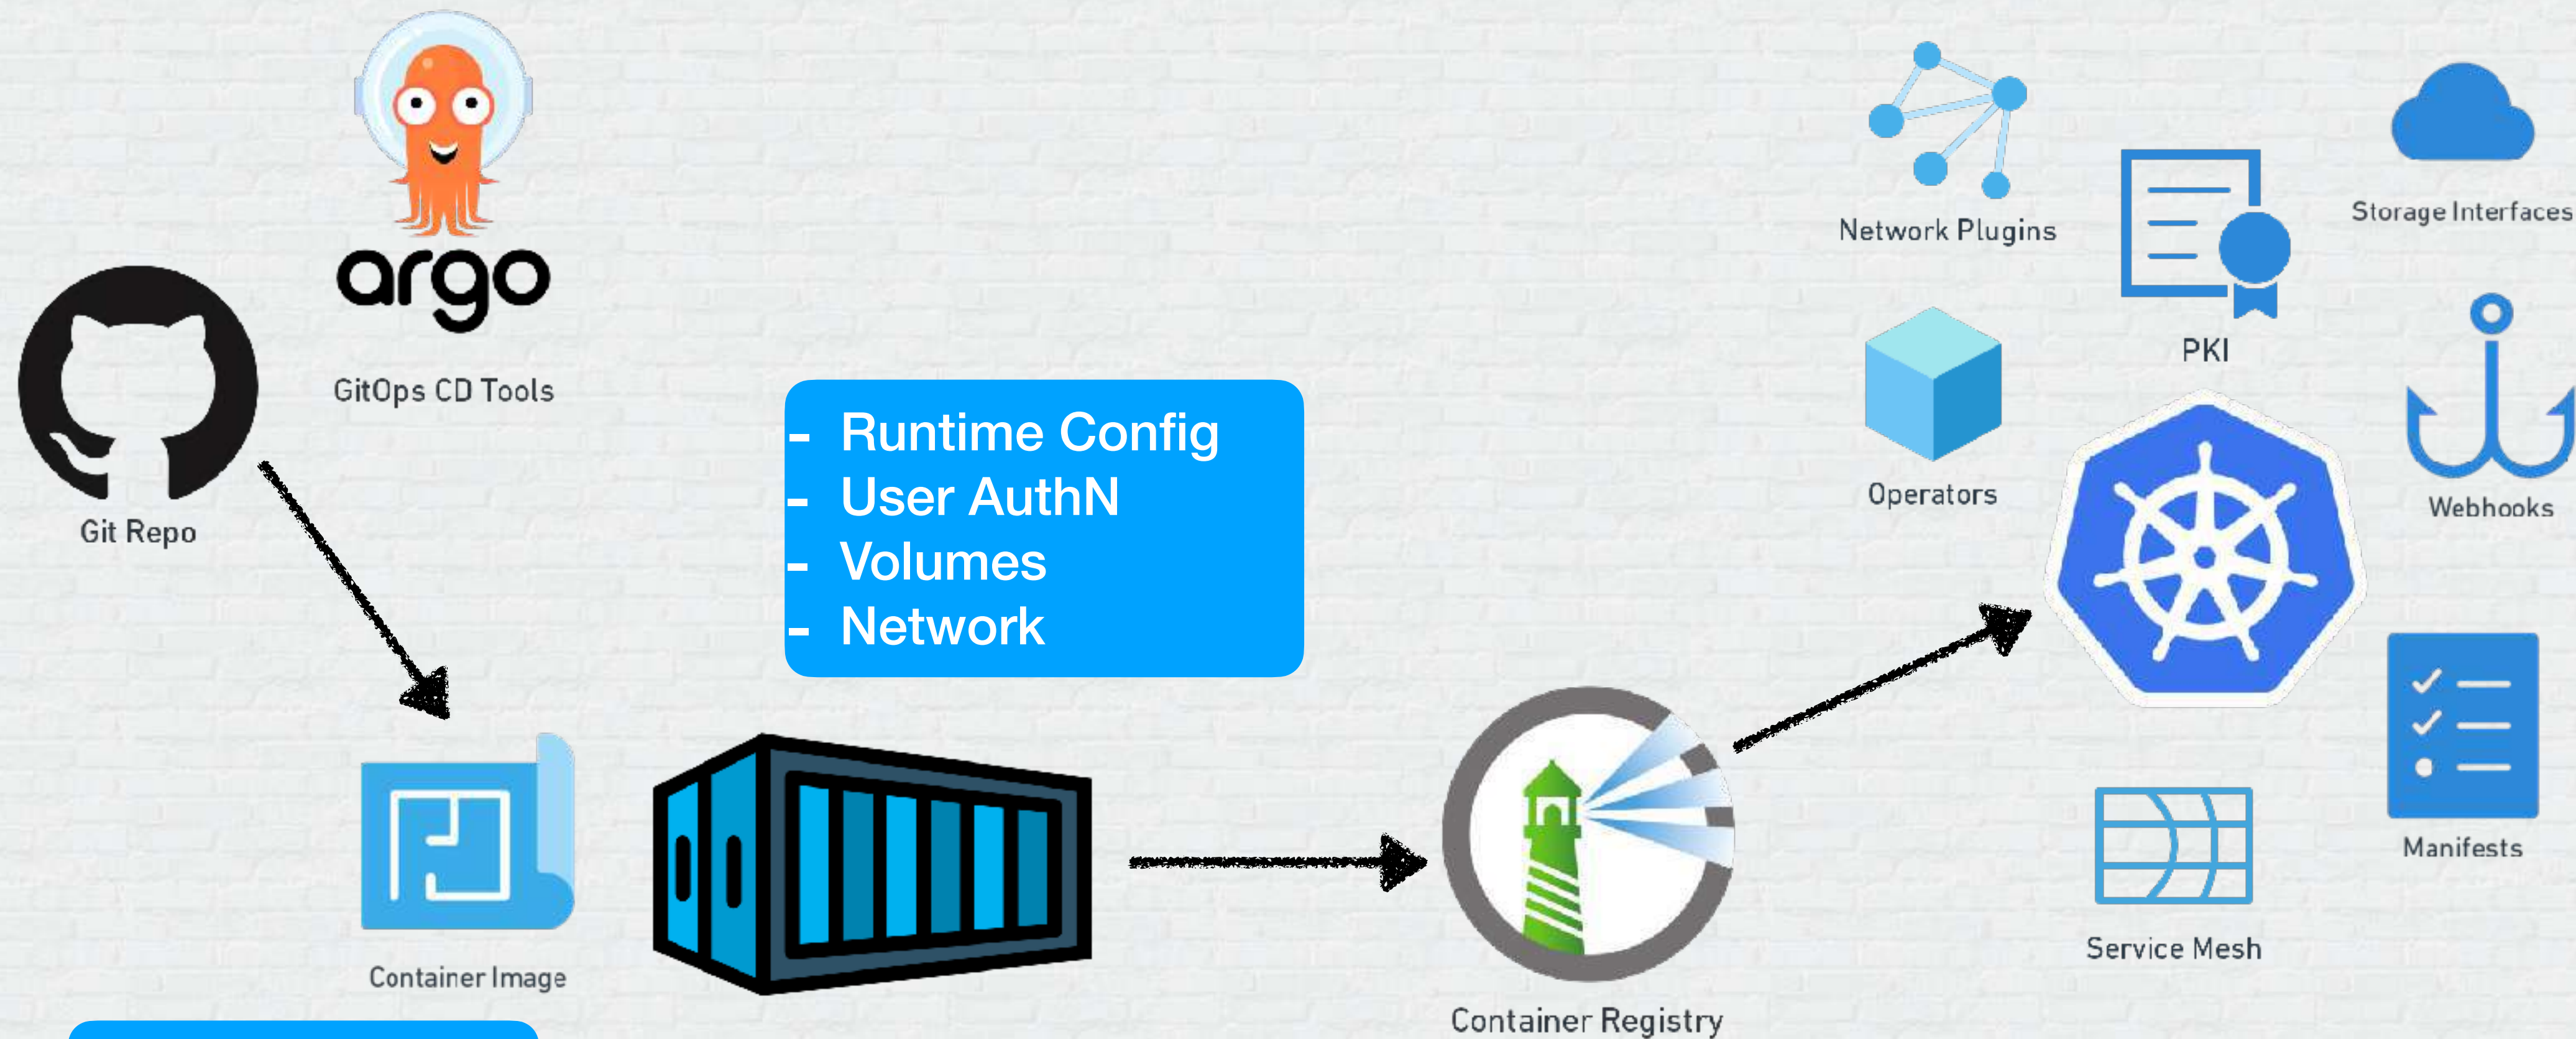 argo
GitOps CD Tools
Git Repo
- Runtime Config
- User AuthN
- Volumes
- Network
Container Image
Container Registry
Network Plugins
Storage Interfaces
PKI
Operators
Webhooks
Manifests
Service Mesh